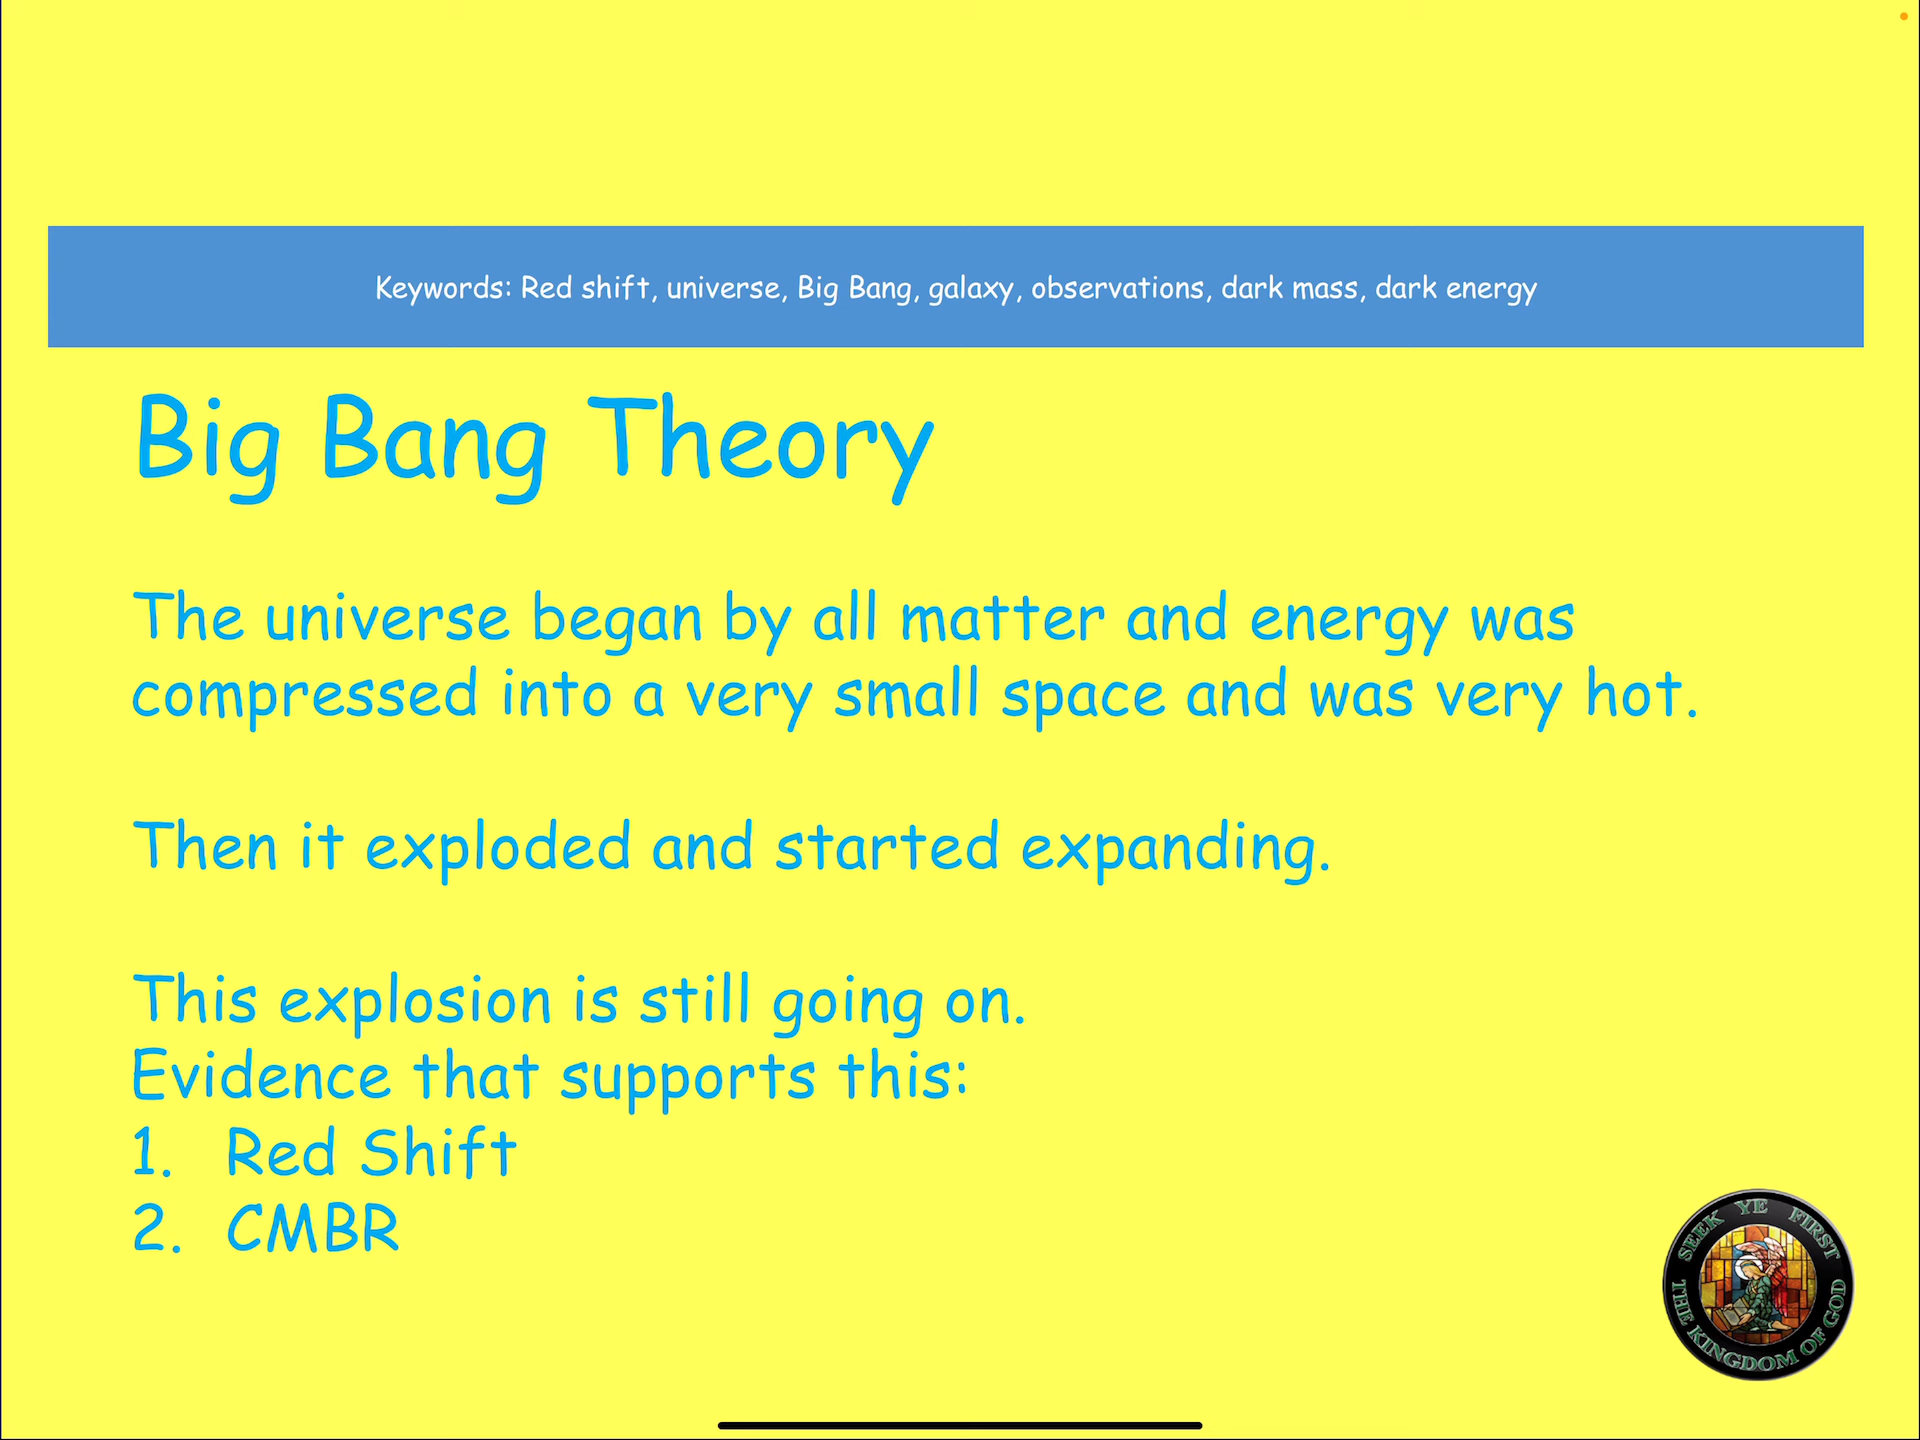 Keywords: Red shift, universe, Big Bang, galaxy, observations, dark mass, dark energy
Big Bang Theory
The universe began by all matter and energy was
compressed into a very small space and was very hot.
Then it exploded and started expanding.
This explosion is still going on.
Evidence that supports this:
1. Red Shift
2. CMBR
SEEK YE FIRST
THE KINGDOM OF GOD